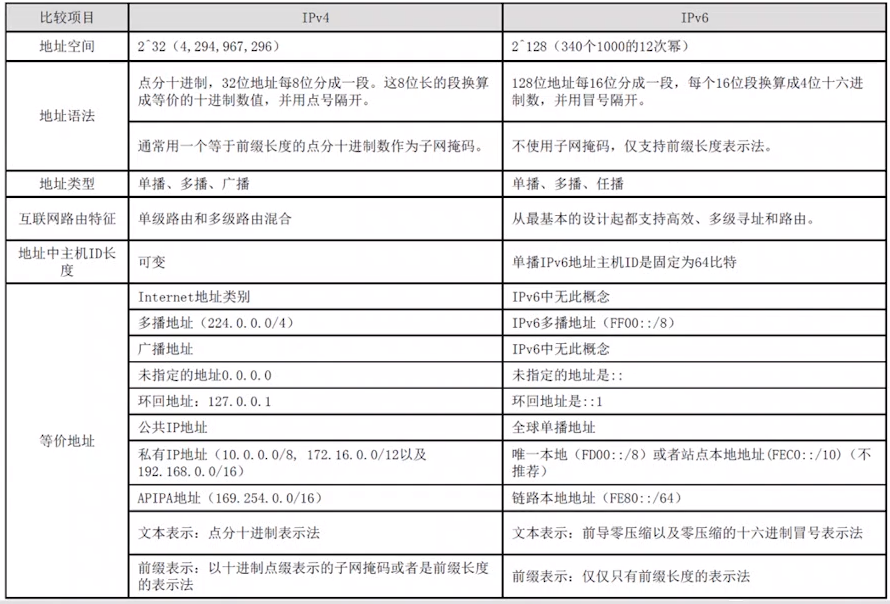 比较项目 IPv4 IPv6
地址空间 2^32（4,294,967,296） 2^128（340个1000的12次幂）
地址语法
点分十进制，32位地址每8位分成一段。这8位长的段换算
成等价的十进制数值，并用点号隔开。
128位地址每16位分成一段，每个16位段换算成4位十六进
制数，并用冒号隔开。
通常用一个等于前缀长度的点分十进制数作为子网掩码。
不使用子网掩码，仅支持前缀长度表示法。
地址类型 单播、多播、广播 单播、多播、任播
互联网路由特征 单级路由和多级路由混合 从最基本的设计起都支持高效、多级寻址和路由。
地址中主机ID长
度
可变 单播IPv6地址主机ID是固定为64比特
等价地址
Internet地址类别 IPv6中无此概念
多播地址（224.0.0.0/4） IPv6多播地址（FF00::/8）
广播地址 IPv6中无此概念
未指定的地址0.0.0.0 未指定的地址是::
环回地址：127.0.0.1 环回地址是::1
公共IP地址 全球单播地址
私有IP地址（10.0.0.0/8, 172.16.0.0/12以及
192.168.0.0/16）
唯一本地（FD00::/8）或者站点本地地址(FEC0::/10)（不
推荐）
APIPA地址（169.254.0.0/16） 链路本地地址（FE80::/64）
文本表示：点分十进制表示法 文本表示：前导零压缩以及零压缩的十六进制冒号表示法
前缀表示：以十进制点缀表示的子网掩码或者是前缀长度
的表示法
前缀表示：仅仅只有前缀长度的表示法